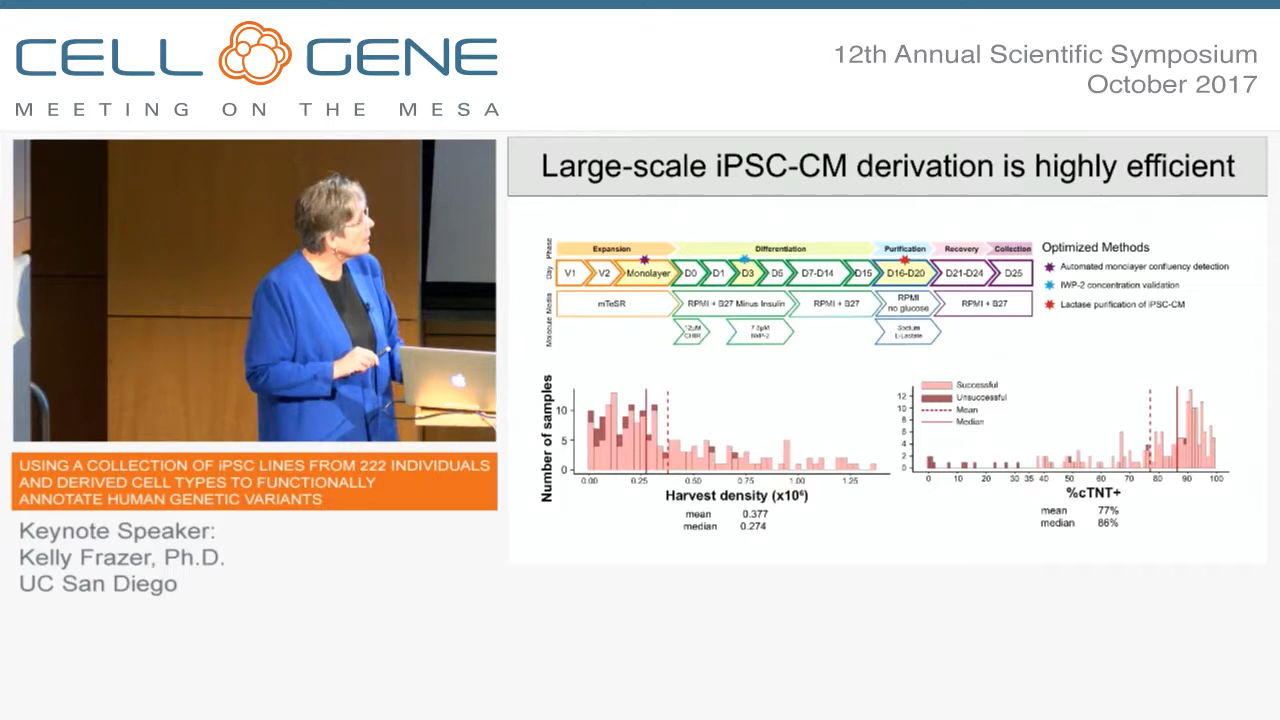 CELL GENE
MEETING ON THE MESA
12th Annual Scientific Symposium
October 2017
USING A COLLECTION OF iPSC LINES FROM 222 INDIVIDUALS
AND DERIVED CELL TYPES TO FUNCTIONALLY
ANNOTATE HUMAN GENETIC VARIANTS
Keynote Speaker:
Kelly Frazer, Ph.D.
UC San Diego
Large-scale iPSC-CM derivation is highly efficient
Phase
Expansion
Differentiation
Purification
Recovery
Collection
Day
V1
V2
Monolayer
D0
D1
D3
D5
D7-D14
D15
D16-D20
D21-D24
D25
Media
mTeSR
RPMI + B27 Minus Insulin
RPMI + B27
RPMI
no glucose
RPMI + B27
Molecule
12µM
CHIR
7.5µM
IWP-2
Sodium
L-Lactate
Optimized Methods
Automated monolayer confluency detection
IWP-2 concentration validation
Lactase purification of iPSC-CM
Number of samples
10
5
0
0.00
0.25
0.50
0.75
1.00
1.25
Harvest density (x10⁶)
mean 0.377
median 0.274
Successful
Unsuccessful
Mean
Median
12
10
8
6
4
2
0
0
10
20
30
35
40
50
60
70
80
90
100
%cTNT+
mean 77%
median 86%